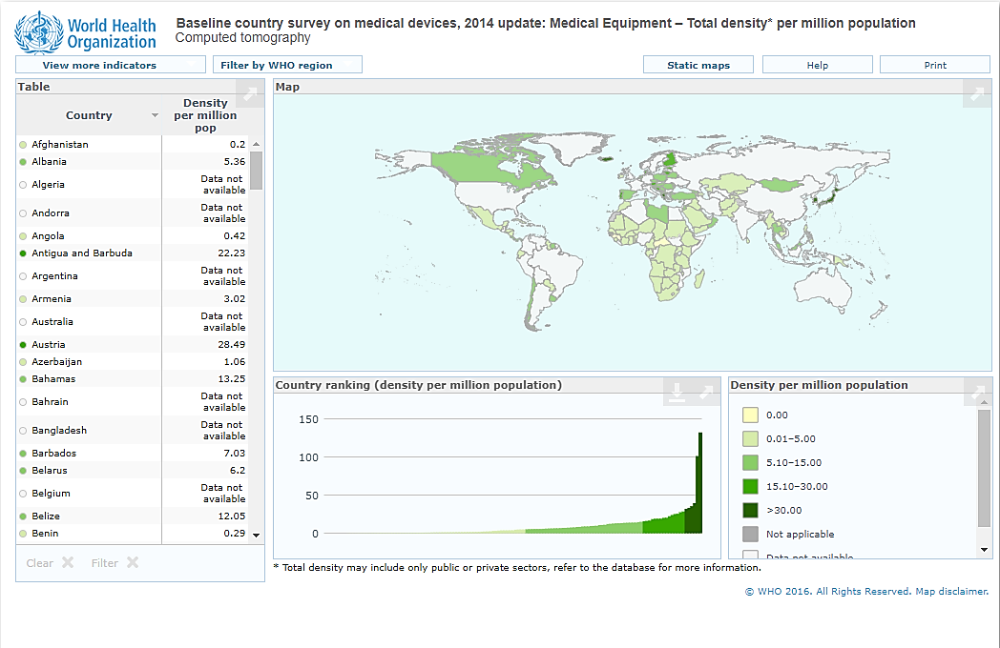 World Health
Organization
Baseline country survey on medical devices, 2014 update: Medical Equipment – Total density* per million population
Computed tomography
View more indicators
Filter by WHO region
Static maps
Help
Print
Table
Country
Density
per million
pop
Afghanistan 0.2
Albania 5.36
Algeria Data not
available
Andorra Data not
available
Angola 0.42
Antigua and Barbuda 22.23
Argentina Data not
available
Armenia 3.02
Australia Data not
available
Austria 28.49
Azerbaijan 1.06
Bahamas 13.25
Bahrain Data not
available
Bangladesh Data not
available
Barbados 7.03
Belarus 6.2
Belgium Data not
available
Belize 12.05
Benin 0.29
Clear Filter
Map
Country ranking (density per million population)
150
100
50
0
Density per million population
0.00
0.01–5.00
5.10–15.00
15.10–30.00
>30.00
Not applicable
Data not available
* Total density may include only public or private sectors, refer to the database for more information.
© WHO 2016. All Rights Reserved. Map disclaimer.